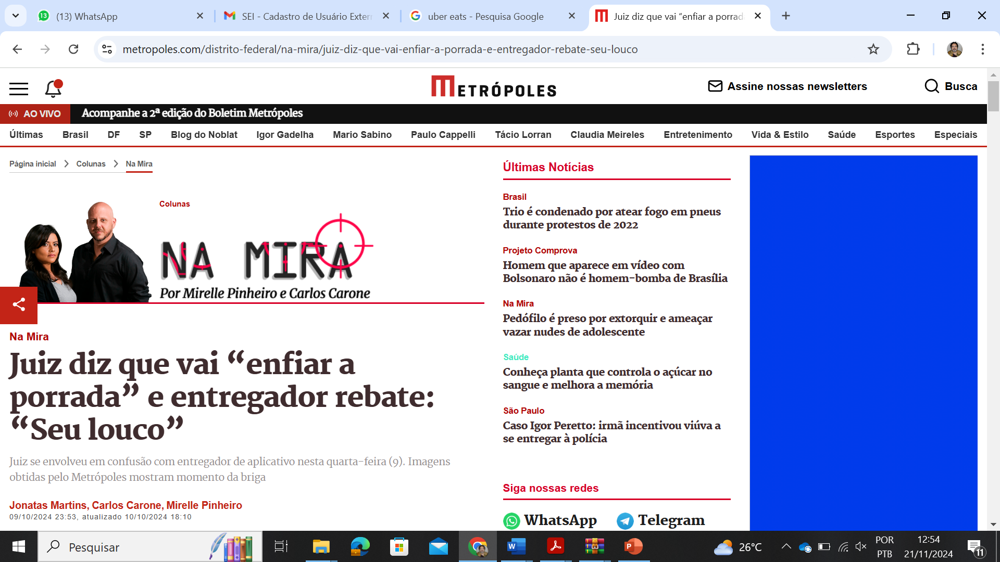 13
(13) WhatsApp
SEI - Cadastro de Usuário Exter
uber eats - Pesquisa Google
Juiz diz que vai “enfiar a porrad
metropoles.com/distrito-federal/na-mira/juiz-diz-que-vai-enfiar-a-porrada-e-entregador-rebate-seu-louco
METRÓPOLES
Assine nossas newsletters
Busca
AO VIVO
Acompanhe a 2ª edição do Boletim Metrópoles
Últimas Brasil DF SP Blog do Noblat Igor Gadelha Mario Sabino Paulo Cappelli Tácio Lorran Claudia Meireles Entretenimento Vida & Estilo Saúde Esportes Especiais
Página inicial Colunas Na Mira
Colunas
NA MIRA
Por Mirelle Pinheiro e Carlos Carone
Na Mira
Juiz diz que vai “enfiar a
porrada” e entregador rebate:
“Seu louco”
Juiz se envolveu em confusão com entregador de aplicativo nesta quarta-feira (9). Imagens
obtidas pelo Metrópoles mostram momento da briga
Jonatas Martins, Carlos Carone, Mirelle Pinheiro
09/10/2024 23:53, atualizado 10/10/2024 18:10
Últimas Notícias
Brasil
Trio é condenado por atear fogo em pneus
durante protestos de 2022
Projeto Comprova
Homem que aparece em vídeo com
Bolsonaro não é homem-bomba de Brasília
Na Mira
Pedófilo é preso por extorquir e ameaçar
vazar nudes de adolescente
Saúde
Conheça planta que controla o açúcar no
sangue e melhora a memória
São Paulo
Caso Igor Peretto: irmã incentivou viúva a
se entregar à polícia
Siga nossas redes
WhatsApp
Telegram
Pesquisar
W
P
26°C
POR
PTB
12:54
21/11/2024
11